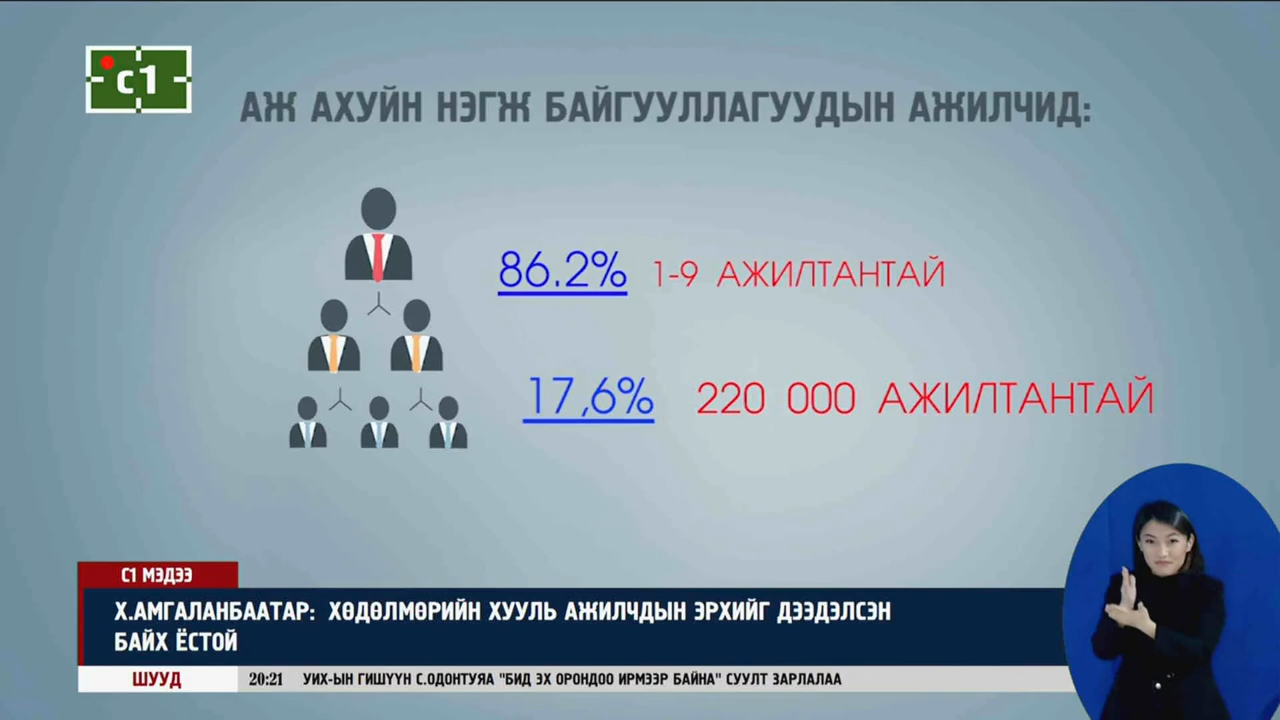 с1
АЖ АХУЙН НЭГЖ БАЙГУУЛЛАГУУДЫН АЖИЛЧИД:
86.2% 1-9 АЖИЛТАНТАЙ
17,6% 220 000 АЖИЛТАНТАЙ
С1 МЭДЭЭ
Х.АМГАЛАНБААТАР: ХӨДӨЛМӨРИЙН ХУУЛЬ АЖИЛЧДЫН ЭРХИЙГ ДЭЭДЭЛСЭН
БАЙХ ЁСТОЙ
ШУУД 20:21 УИХ-ЫН ГИШҮҮН С.ОДОНТУЯА "БИД ЭХ ОРОНДОО ИРМЭЭР БАЙНА" СУУЛТ ЗАРЛАЛАА